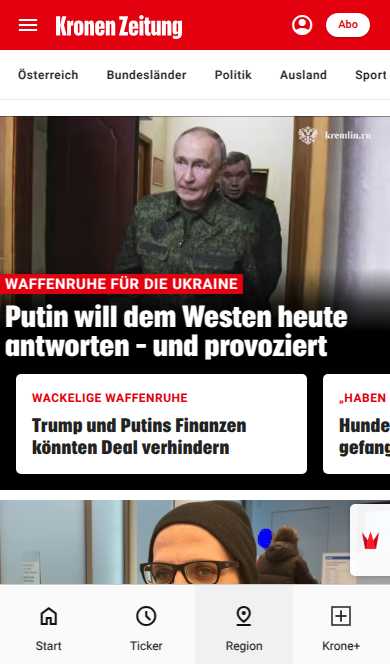 Kronen Zeitung
Abo
Österreich Bundesländer Politik Ausland Sport
kremlin.ru
WAFFENRUHE FÜR DIE UKRAINE
Putin will dem Westen heute
antworten – und provoziert
WACKELIGE WAFFENRUHE
Trump und Putins Finanzen
könnten Deal verhindern
„HABEN
Hunde
gefang
Start Ticker Region Krone+